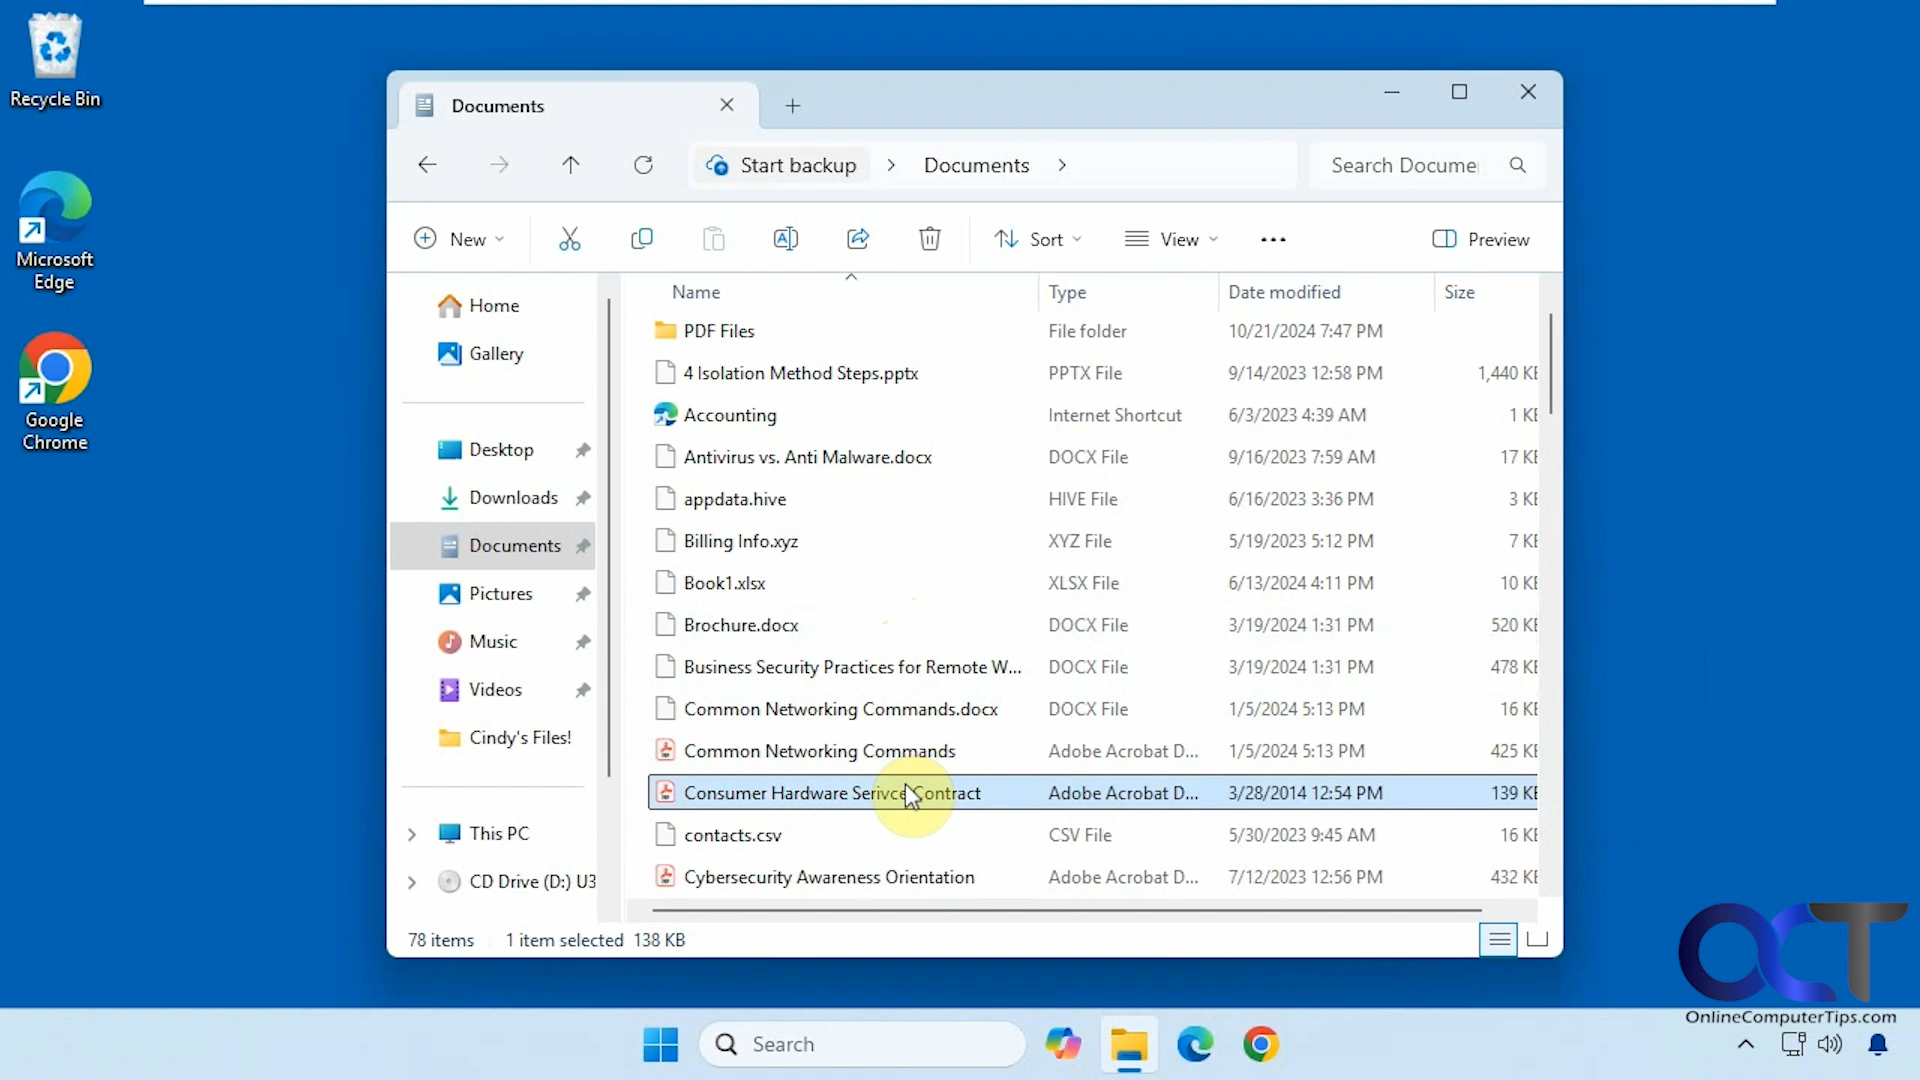 Recycle Bin
Microsoft
Edge
Google
Chrome
Documents
Start backup
Documents
Search Docume
New
Sort
View
Preview
Home
Gallery
Desktop
Downloads
Documents
Pictures
Music
Videos
Cindy's Files!
This PC
CD Drive (D:) U3
Name Type Date modified Size
PDF Files File folder 10/21/2024 7:47 PM
4 Isolation Method Steps.pptx PPTX File 9/14/2023 12:58 PM 1,440 KB
Accounting Internet Shortcut 6/3/2023 4:39 AM 1 KB
Antivirus vs. Anti Malware.docx DOCX File 9/16/2023 7:59 AM 17 KB
appdata.hive HIVE File 6/16/2023 3:36 PM 3 KB
Billing Info.xyz XYZ File 5/19/2023 5:12 PM 7 KB
Book1.xlsx XLSX File 6/13/2024 4:11 PM 10 KB
Brochure.docx DOCX File 3/19/2024 1:31 PM 520 KB
Business Security Practices for Remote W... DOCX File 3/19/2024 1:31 PM 478 KB
Common Networking Commands.docx DOCX File 1/5/2024 5:13 PM 16 KB
Common Networking Commands Adobe Acrobat D... 1/5/2024 5:13 PM 425 KB
Consumer Hardware Serivce Contract Adobe Acrobat D... 3/28/2014 12:54 PM 139 KB
contacts.csv CSV File 5/30/2023 9:45 AM 16 KB
Cybersecurity Awareness Orientation Adobe Acrobat D... 7/12/2023 12:56 PM 432 KB
78 items 1 item selected 138 KB
OCT
OnlineComputerTips.com
Search